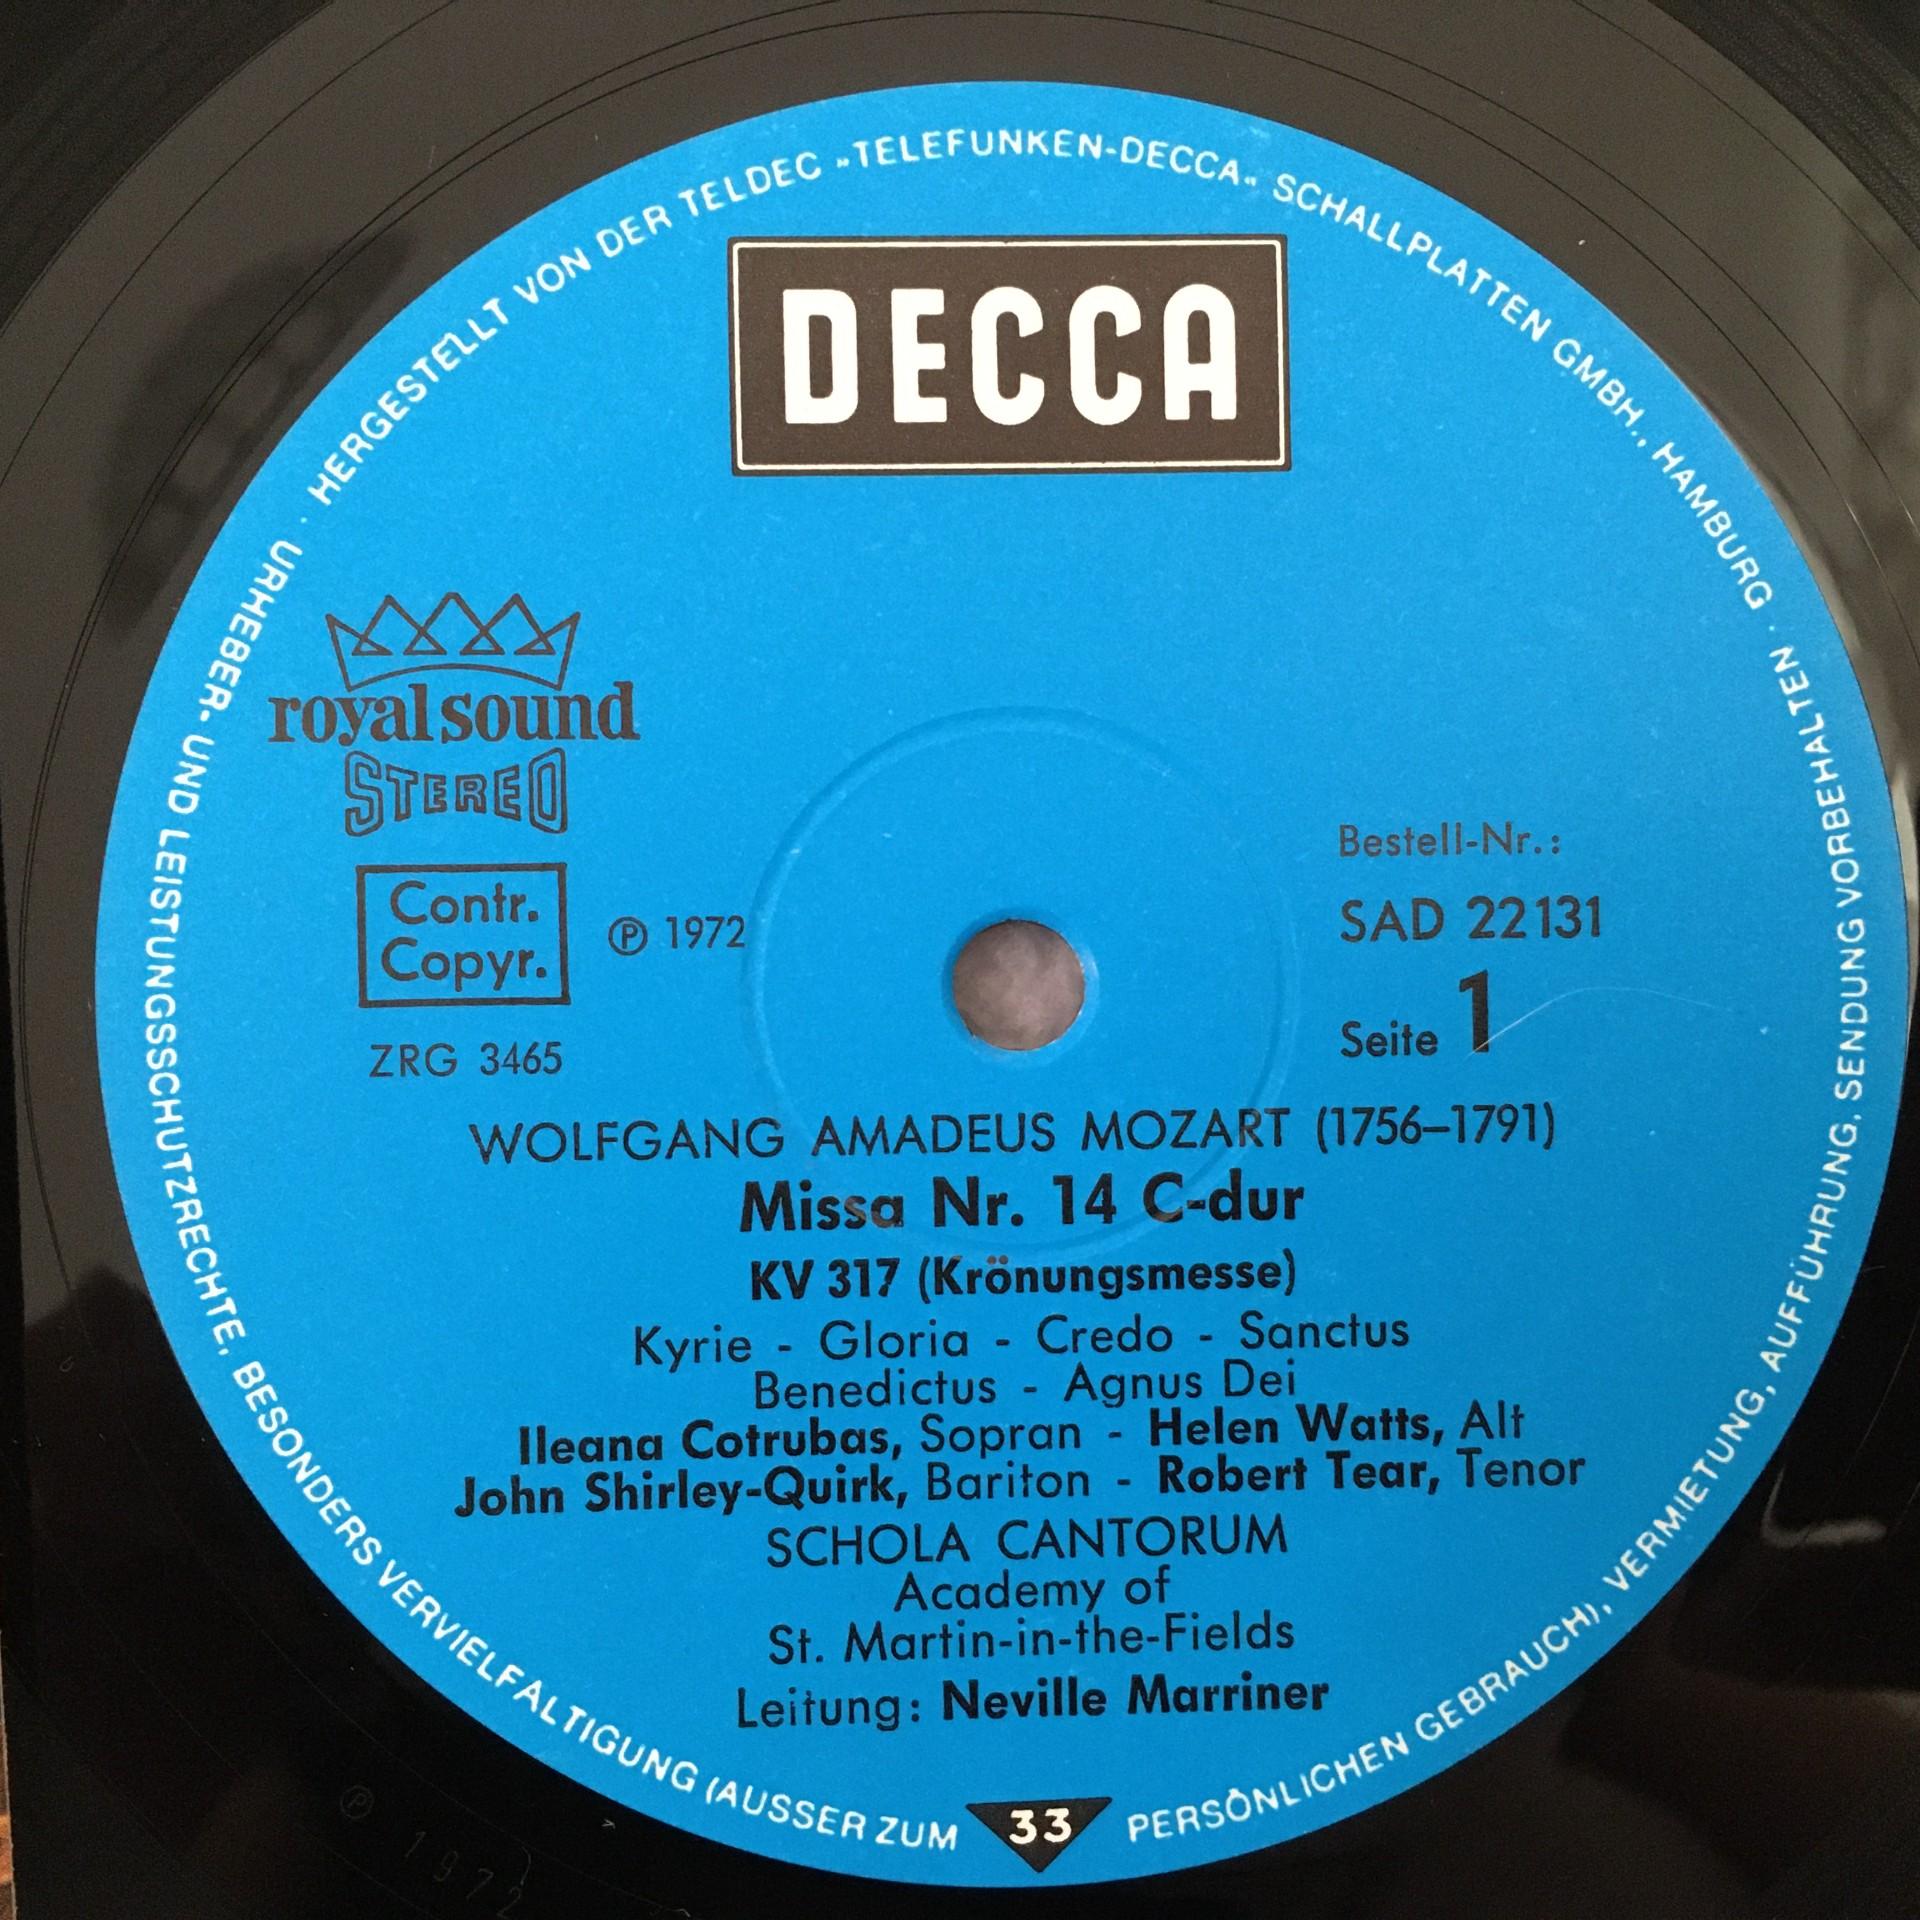 HERGESTELLT VON DER TELDEC „TELEFUNKEN-DECCA“ SCHALLPLATTEN GMBH., HAMBURG ·
URHEBER- UND LEISTUNGSSCHUTZRECHTE, BESONDERS VERVIELFÄLTIGUNG (AUSSER ZUM PERSÖNLICHEN GEBRAUCH), VERMIETUNG, AUFFÜHRUNG, SENDUNG VORBEHALTEN ·
DECCA
royal sound
STEREO
Contr.
Copyr.
℗ 1972
ZRG 3465
Bestell-Nr.:
SAD 22131
Seite 1
WOLFGANG AMADEUS MOZART (1756–1791)
Missa Nr. 14 C-dur
KV 317 (Krönungsmesse)
Kyrie - Gloria - Credo - Sanctus
Benedictus - Agnus Dei
Ileana Cotrubas, Sopran - Helen Watts, Alt
John Shirley-Quirk, Bariton - Robert Tear, Tenor
SCHOLA CANTORUM
Academy of
St. Martin-in-the-Fields
Leitung: Neville Marriner
33
℗ 1972